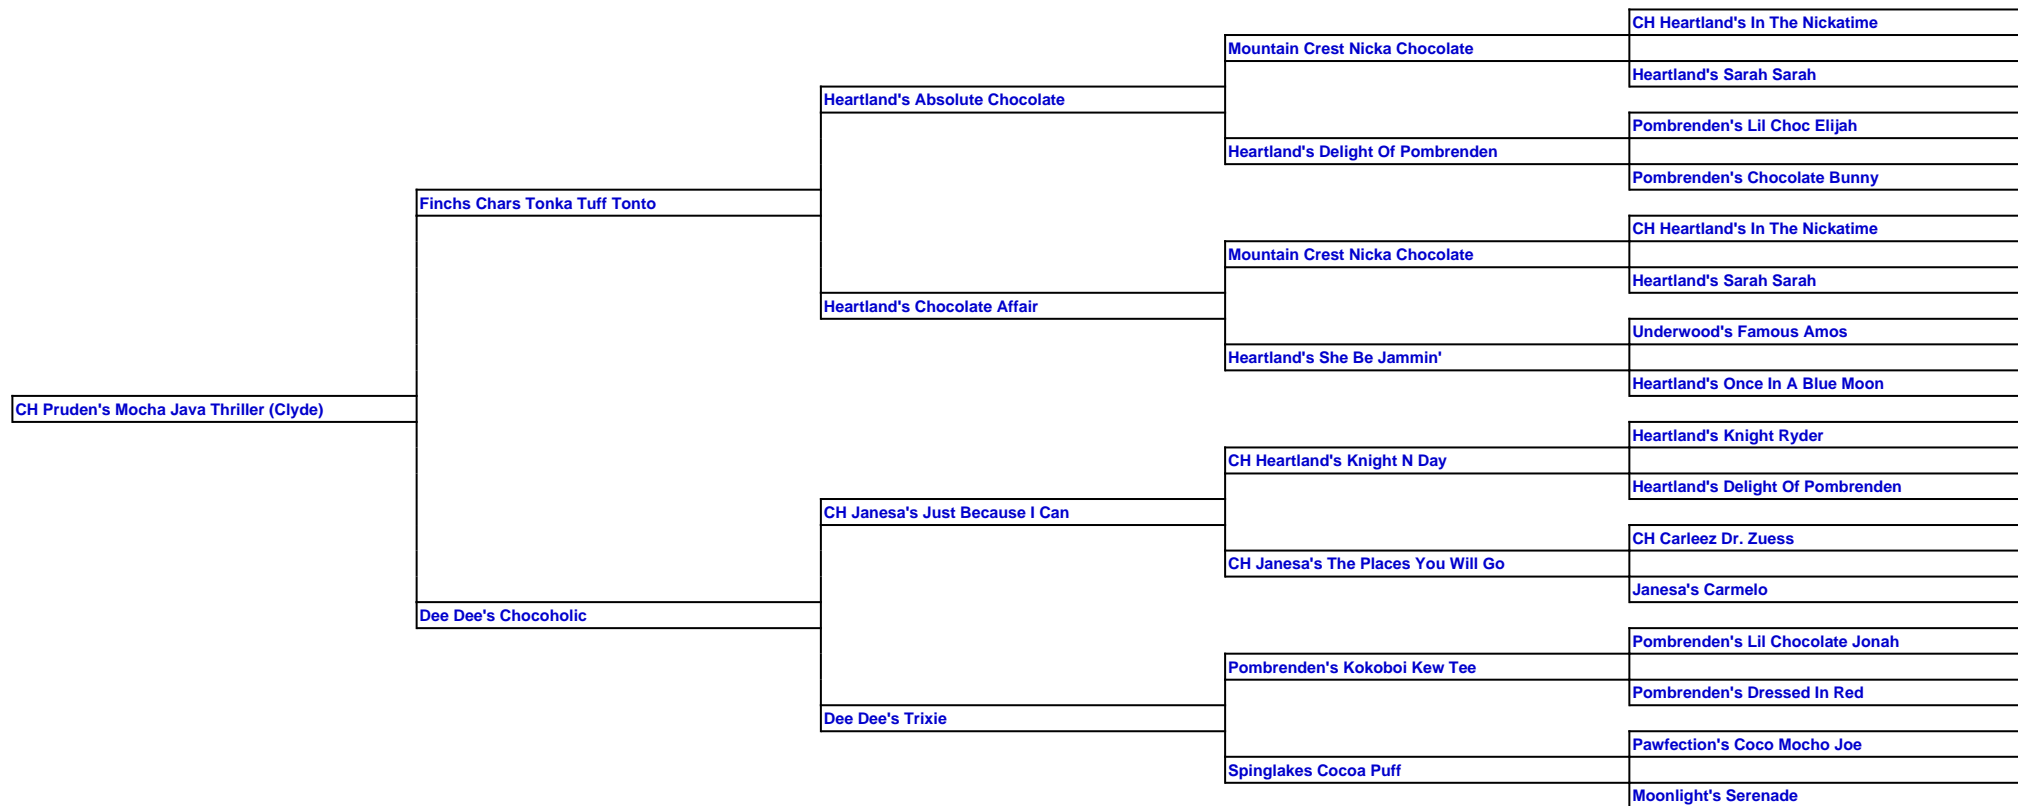 CH Heartland's In The Nickatime
Mountain Crest Nicka Chocolate
Heartland's Sarah Sarah
Heartland's Absolute Chocolate
Pombrenden's Lil Choc Elijah
Heartland's Delight Of Pombrenden
Pombrenden's Chocolate Bunny
Finchs Chars Tonka Tuff Tonto
CH Heartland's In The Nickatime
Mountain Crest Nicka Chocolate
Heartland's Sarah Sarah
Heartland's Chocolate Affair
Underwood's Famous Amos
Heartland's She Be Jammin'
Heartland's Once In A Blue Moon
CH Pruden's Mocha Java Thriller (Clyde)
Heartland's Knight Ryder
CH Heartland's Knight N Day
Heartland's Delight Of Pombrenden
CH Janesa's Just Because I Can
CH Carleez Dr. Zuess
CH Janesa's The Places You Will Go
Janesa's Carmelo
Dee Dee's Chocoholic
Pombrenden's Lil Chocolate Jonah
Pombrenden's Kokoboi Kew Tee
Pombrenden's Dressed In Red
Dee Dee's Trixie
Pawfection's Coco Mocho Joe
Spinglakes Cocoa Puff
Moonlight's Serenade